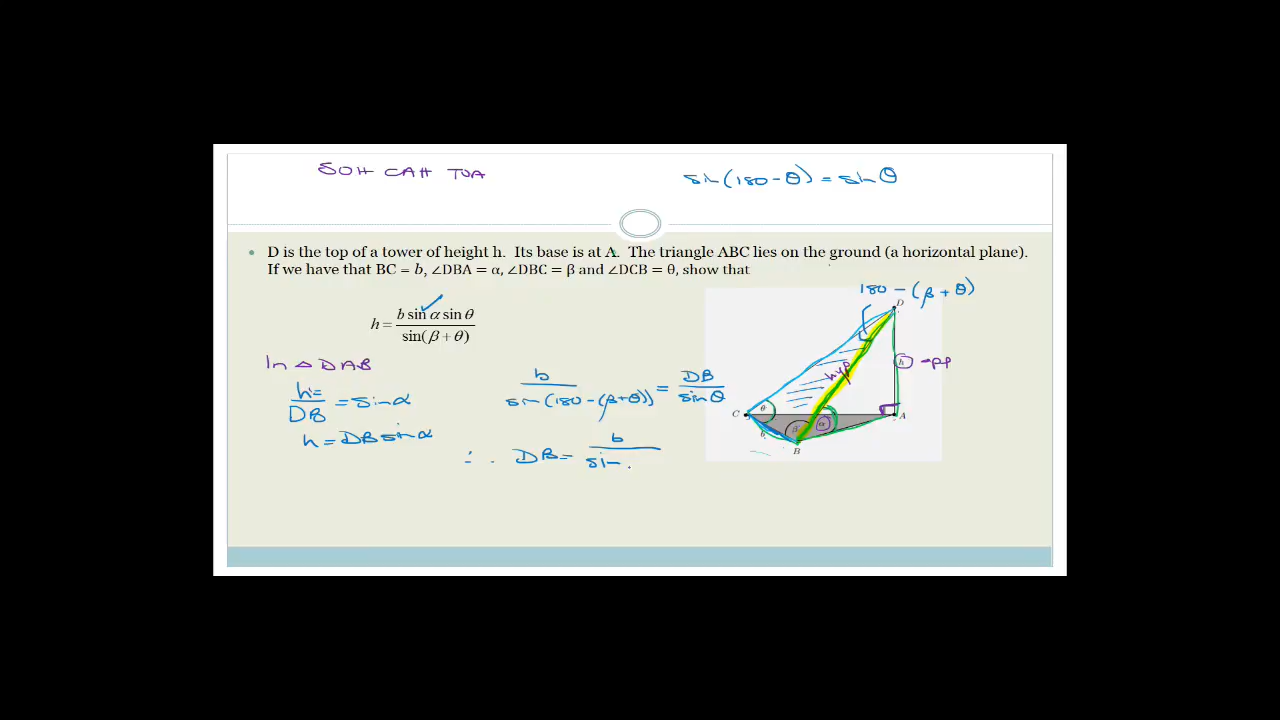 SOH CAH TOA
sin(180-θ) = sin θ
• D is the top of a tower of height h. Its base is at A. The triangle ABC lies on the ground (a horizontal plane).
If we have that BC = b, ∠DBA = α, ∠DBC = β and ∠DCB = θ, show that
h = b sin α sin θ / sin(β + θ)
In △ DAB
h/DB = sin α
h = DB sin α
b / sin(180-(β+θ)) = DB / sin θ
∴ DB = b / sin
180 - (β + θ)
D
h
opp
hyp
C
θ
A
β
α
b
B